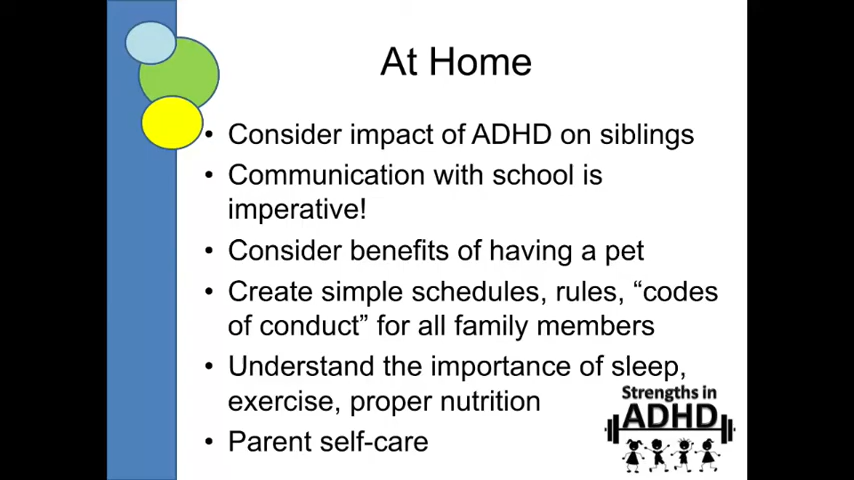 At Home
• Consider impact of ADHD on siblings
• Communication with school is
imperative!
• Consider benefits of having a pet
• Create simple schedules, rules, “codes
of conduct” for all family members
• Understand the importance of sleep,
exercise, proper nutrition
• Parent self-care
Strengths in
ADHD